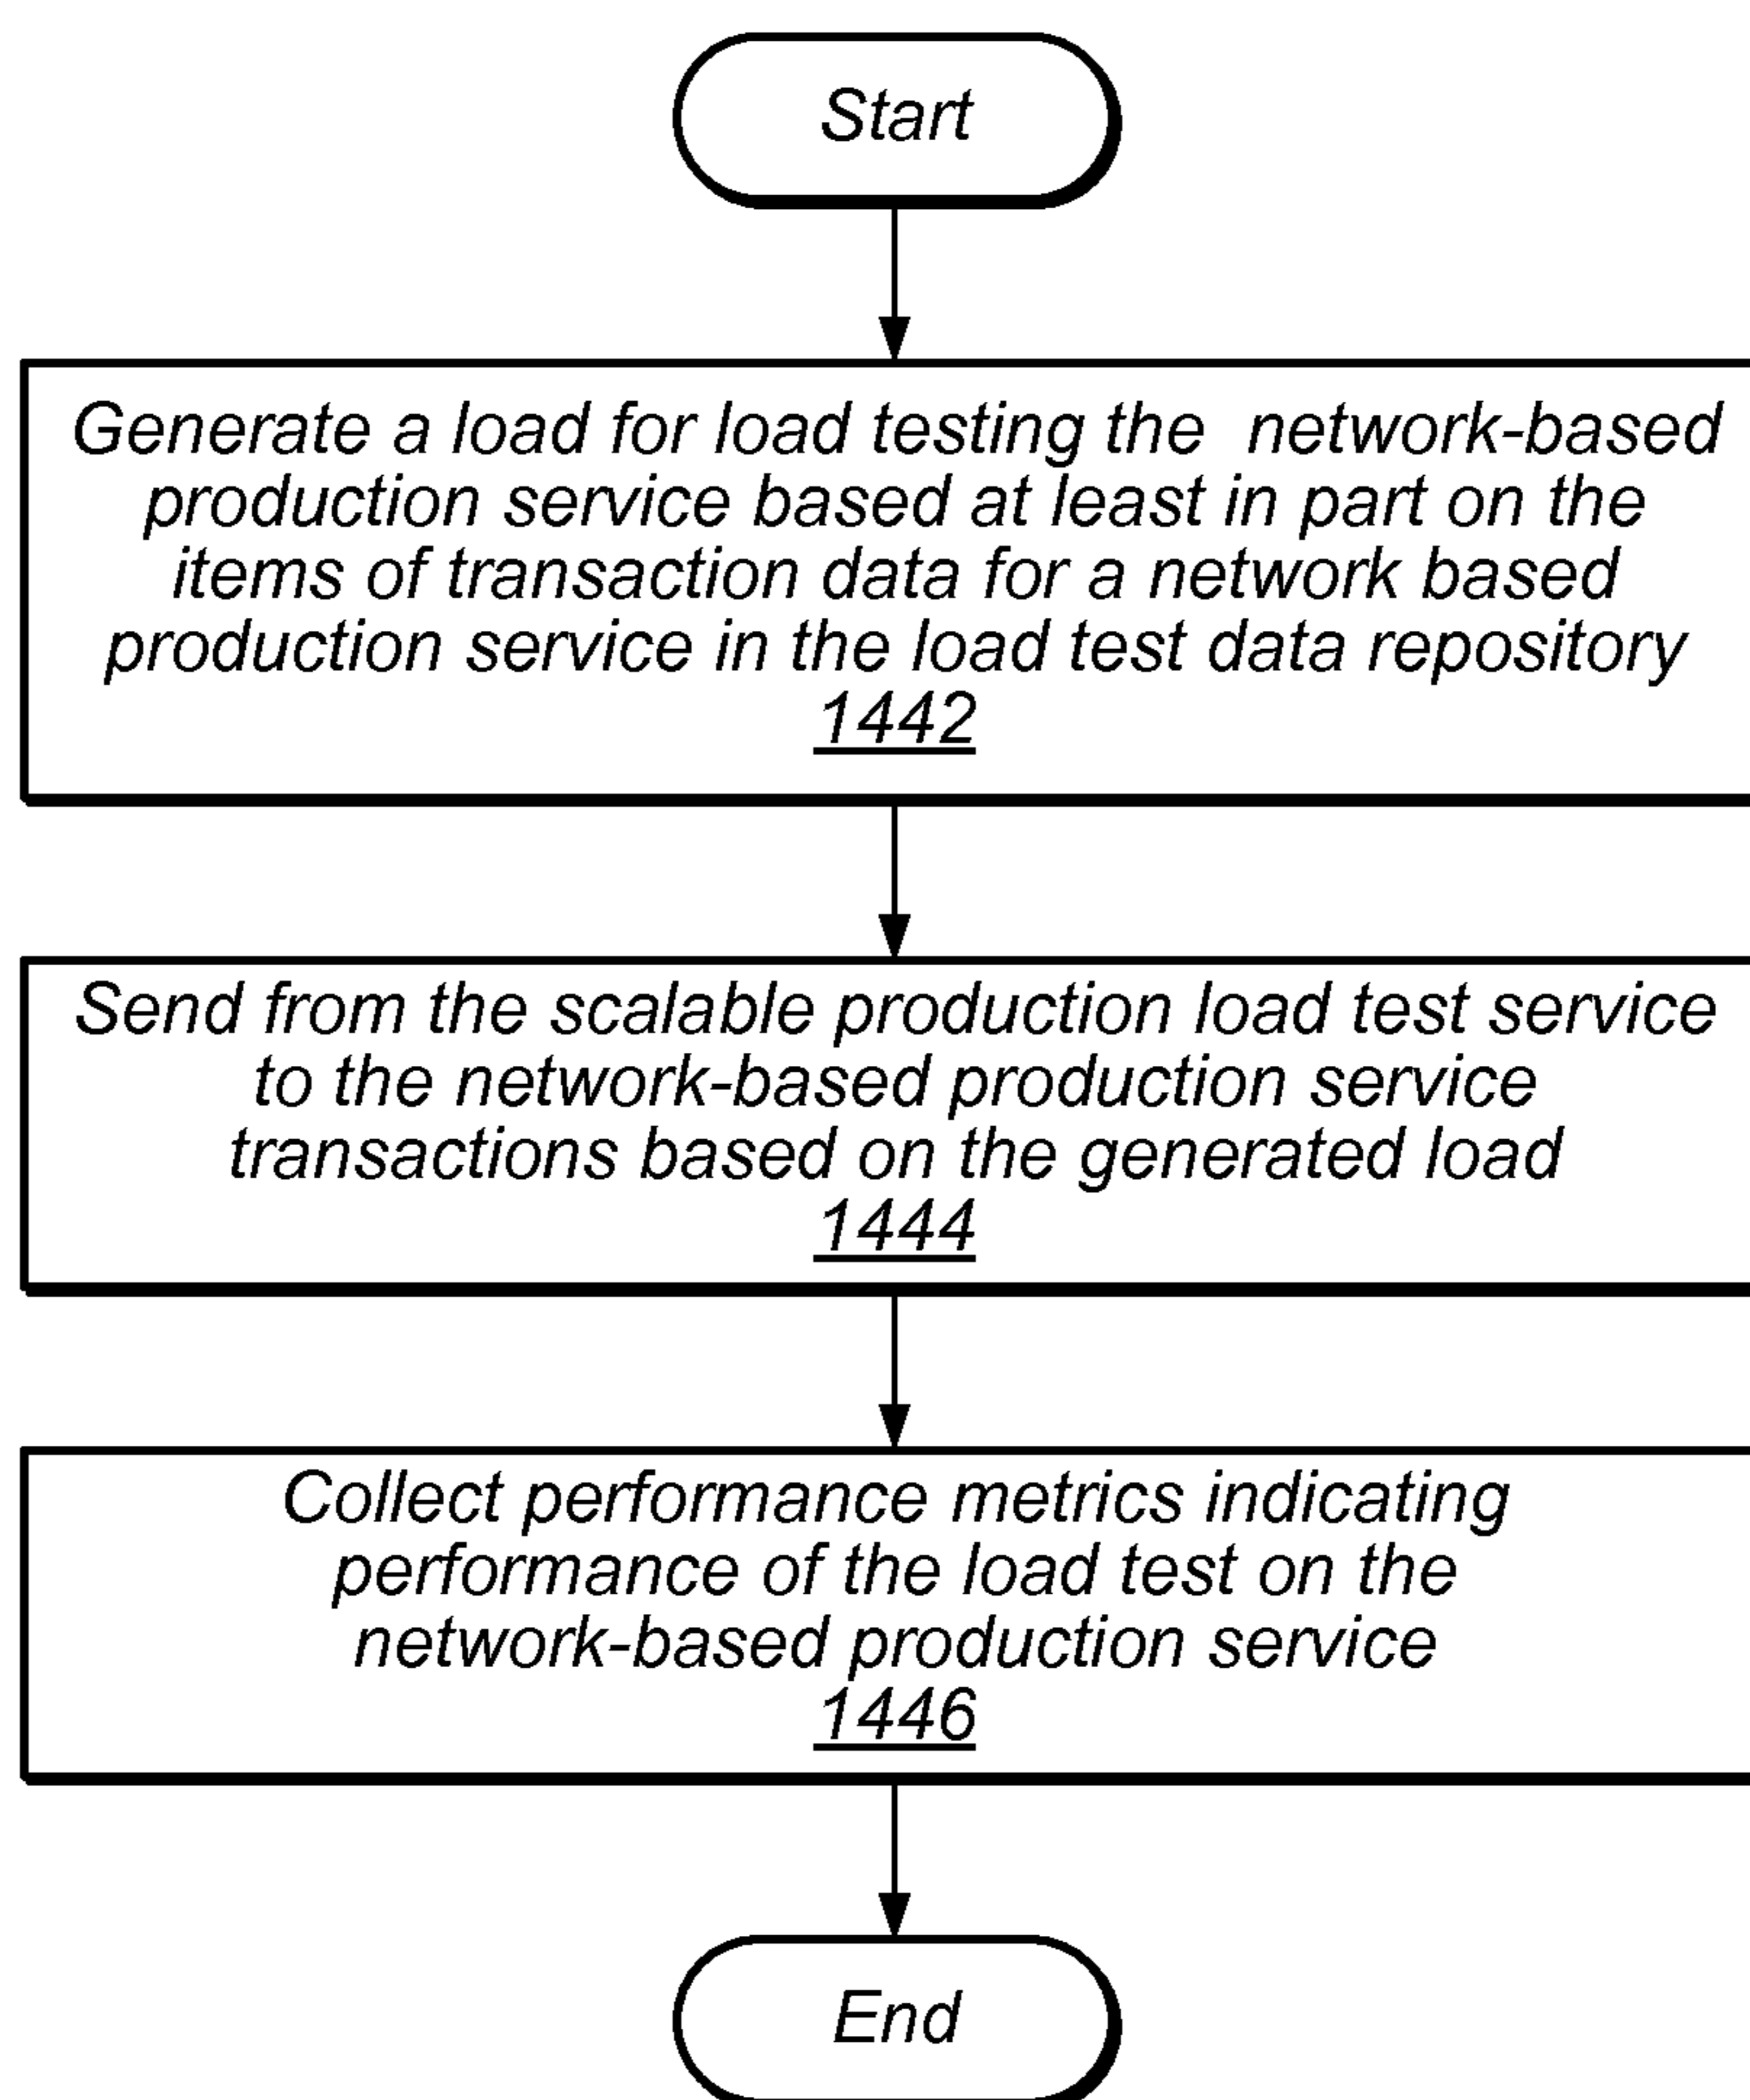 Start
Generate a load for load testing the network-based
production service based at least in part on the
items of transaction data for a network based
production service in the load test data repository
1442
Send from the scalable production load test service
to the network-based production service
transactions based on the generated load
1444
Collect performance metrics indicating
performance of the load test on the
network-based production service
1446
End